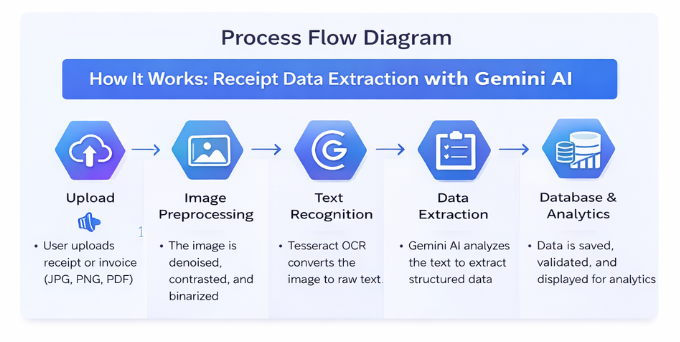 Process Flow Diagram
How It Works: Receipt Data Extraction with Gemini AI
G
Upload
1
• User uploads
receipt or invoice
(JPG, PNG, PDF)
Image
Preprocessing
• The image is
denoised,
contrasted, and
binarized
Text
Recognition
• Tesseract OCR
converts the
image to raw text.
Data
Extraction
• Gemini AI analyzes
the text to extract
structured data
Database &
Analytics
• Data is saved,
validated, and
displayed for analytics